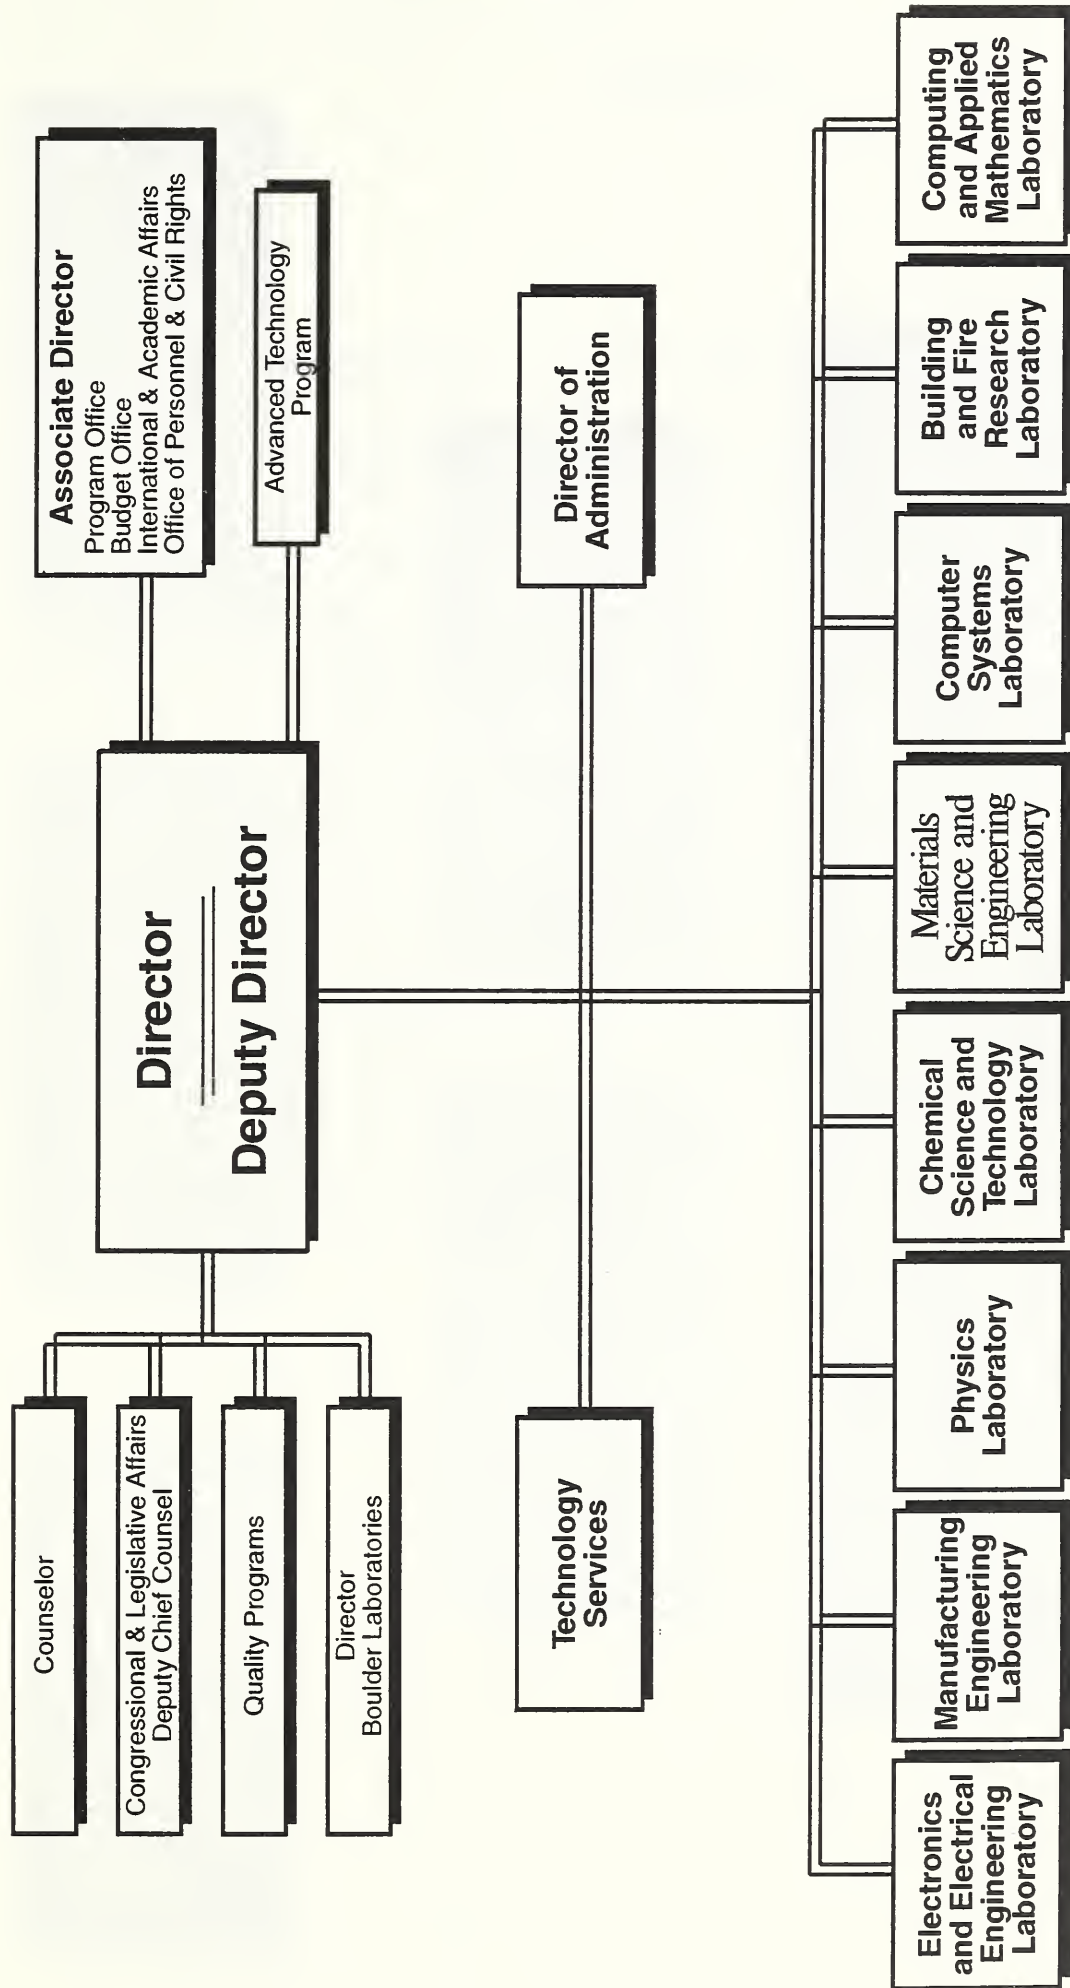 Director
Deputy Director
Counselor
Congressional & Legislative Affairs
Deputy Chief Counsel
Quality Programs
Director
Boulder Laboratories
Associate Director
Program Office
Budget Office
International & Academic Affairs
Office of Personnel & Civil Rights
Advanced Technology
Program
Technology
Services
Director of
Administration
Electronics
and Electrical
Engineering
Laboratory
Manufacturing
Engineering
Laboratory
Physics
Laboratory
Chemical
Science and
Technology
Laboratory
Materials
Science and
Engineering
Laboratory
Computer
Systems
Laboratory
Building
and Fire
Research
Laboratory
Computing
and Applied
Mathematics
Laboratory